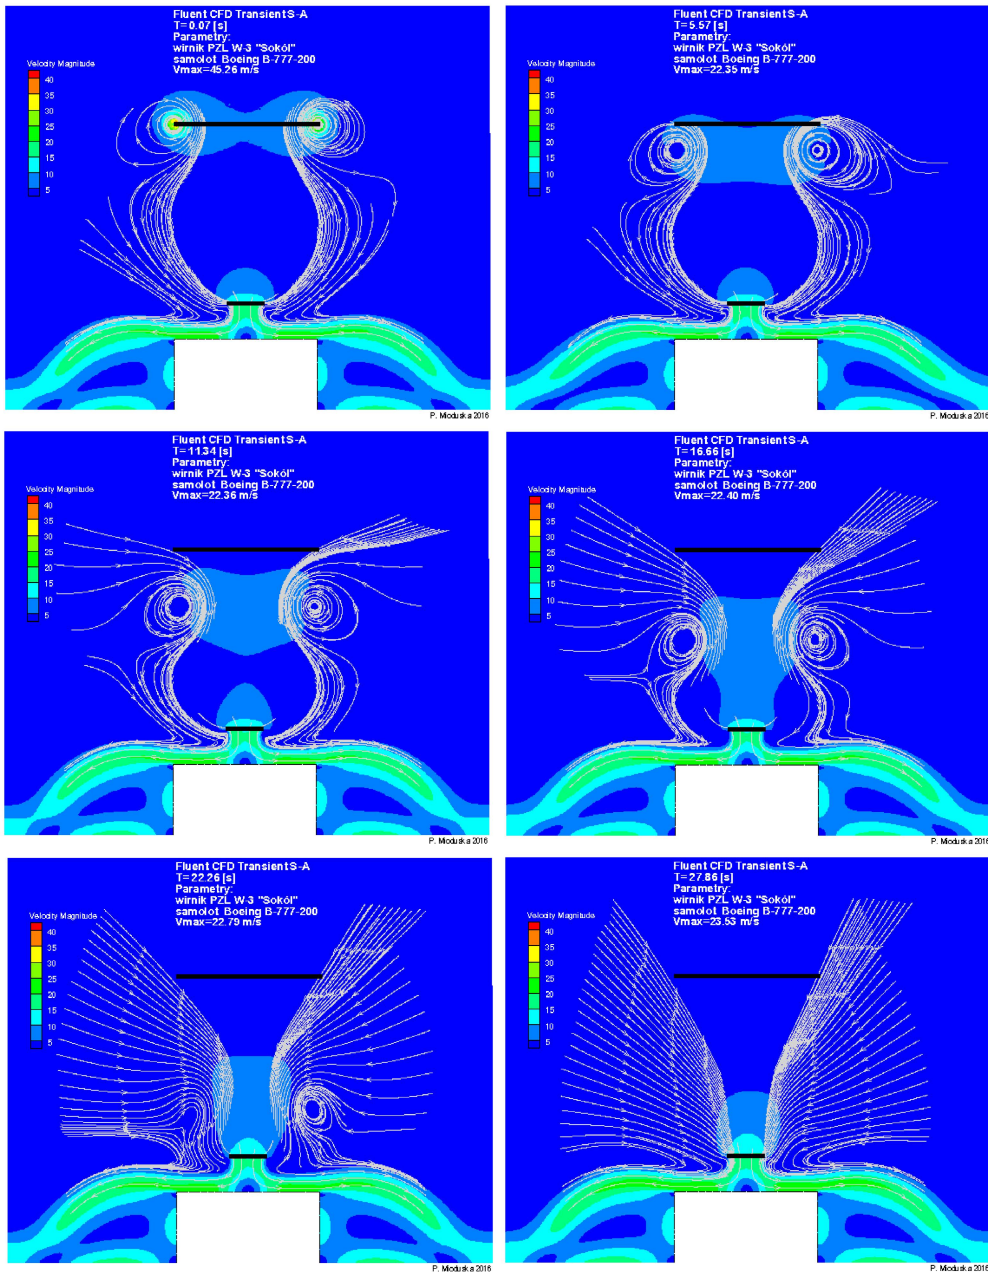 Fluent CFD Transient S-A
T=0.07 [s]
Parametry:
wirnik PZL W-3 "Sokół"
samolot Boeing B-777-200
Vmax=45.26 m/s
Velocity Magnitude
40
35
30
25
20
15
10
5
P. Mioduska 2016
Fluent CFD Transient S-A
T=5.57 [s]
Parametry:
wirnik PZL W-3 "Sokół"
samolot Boeing B-777-200
Vmax=22.35 m/s
Velocity Magnitude
40
35
30
25
20
15
10
5
P. Mioduska 2016
Fluent CFD Transient S-A
T=11.34 [s]
Parametry:
wirnik PZL W-3 "Sokół"
samolot Boeing B-777-200
Vmax=22.36 m/s
Velocity Magnitude
40
35
30
25
20
15
10
5
P. Mioduska 2016
Fluent CFD Transient S-A
T=16.66 [s]
Parametry:
wirnik PZL W-3 "Sokół"
samolot Boeing B-777-200
Vmax=22.40 m/s
Velocity Magnitude
40
35
30
25
20
15
10
5
P. Mioduska 2016
Fluent CFD Transient S-A
T=22.26 [s]
Parametry:
wirnik PZL W-3 "Sokół"
samolot Boeing B-777-200
Vmax=22.79 m/s
Velocity Magnitude
40
35
30
25
20
15
10
5
P. Mioduska 2016
Fluent CFD Transient S-A
T=27.86 [s]
Parametry:
wirnik PZL W-3 "Sokół"
samolot Boeing B-777-200
Vmax=23.53 m/s
Velocity Magnitude
40
35
30
25
20
15
10
5
P. Mioduska 2016